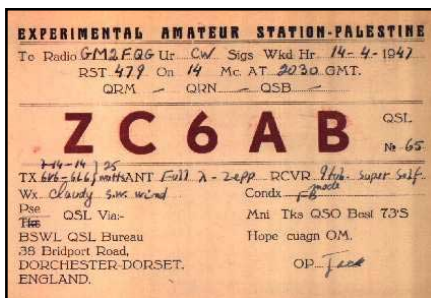 EXPERIMENTAL AMATEUR STATION-PALESTINE
To Radio GM2FQG Ur CW Sigs Wkd Hr 14-4-1947
RST 479 On 14 Mc. AT 2030 GMT.
QRM QRN QSB
ZC6AB QSL
№ 65
TX watts ANT Full λ - Zepp RCVR Super Self-
Wx Cloudy S.W. wind Condx FB made
Pse
Tks QSL Via:- Mni Tks QSO Best 73'S
BSWL QSL Bureau Hope cuagn OM.
38 Bridport Road,
DORCHESTER-DORSET. OP Jack
ENGLAND.